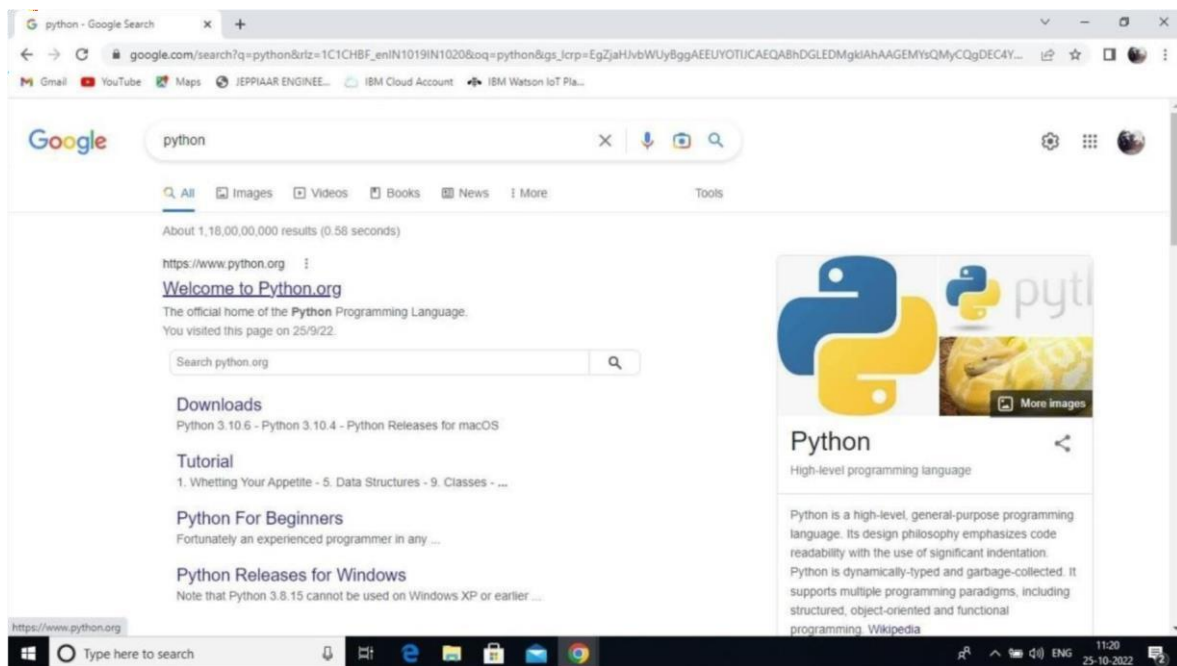 python - Google Search
google.com/search?q=python&rlz=1C1CHBF_enIN1019IN1020&oq=python&gs_lcrp=
Gmail YouTube Maps JEPPIAAR ENGINEE... IBM Cloud Account IBM Watson IoT Pla...
Google
python
All Images Videos Books News More Tools
About 1,18,00,00,000 results (0.58 seconds)
https://www.python.org
Welcome to Python.org
The official home of the Python Programming Language.
You visited this page on 25/9/22.
Search python.org
Downloads
Python 3.10.6 - Python 3.10.4 - Python Releases for macOS
Tutorial
1. Whetting Your Appetite - 5. Data Structures - 9. Classes - ...
Python For Beginners
Fortunately an experienced programmer in any ...
Python Releases for Windows
Note that Python 3.8.15 cannot be used on Windows XP or earlier ...
pytl
More images
Python
High-level programming language
Python is a high-level, general-purpose programming
language. Its design philosophy emphasizes code
readability with the use of significant indentation.
Python is dynamically-typed and garbage-collected. It
supports multiple programming paradigms, including
structured, object-oriented and functional
programming. Wikipedia
https://www.python.org
Type here to search
ENG
11:20
25-10-2022
2